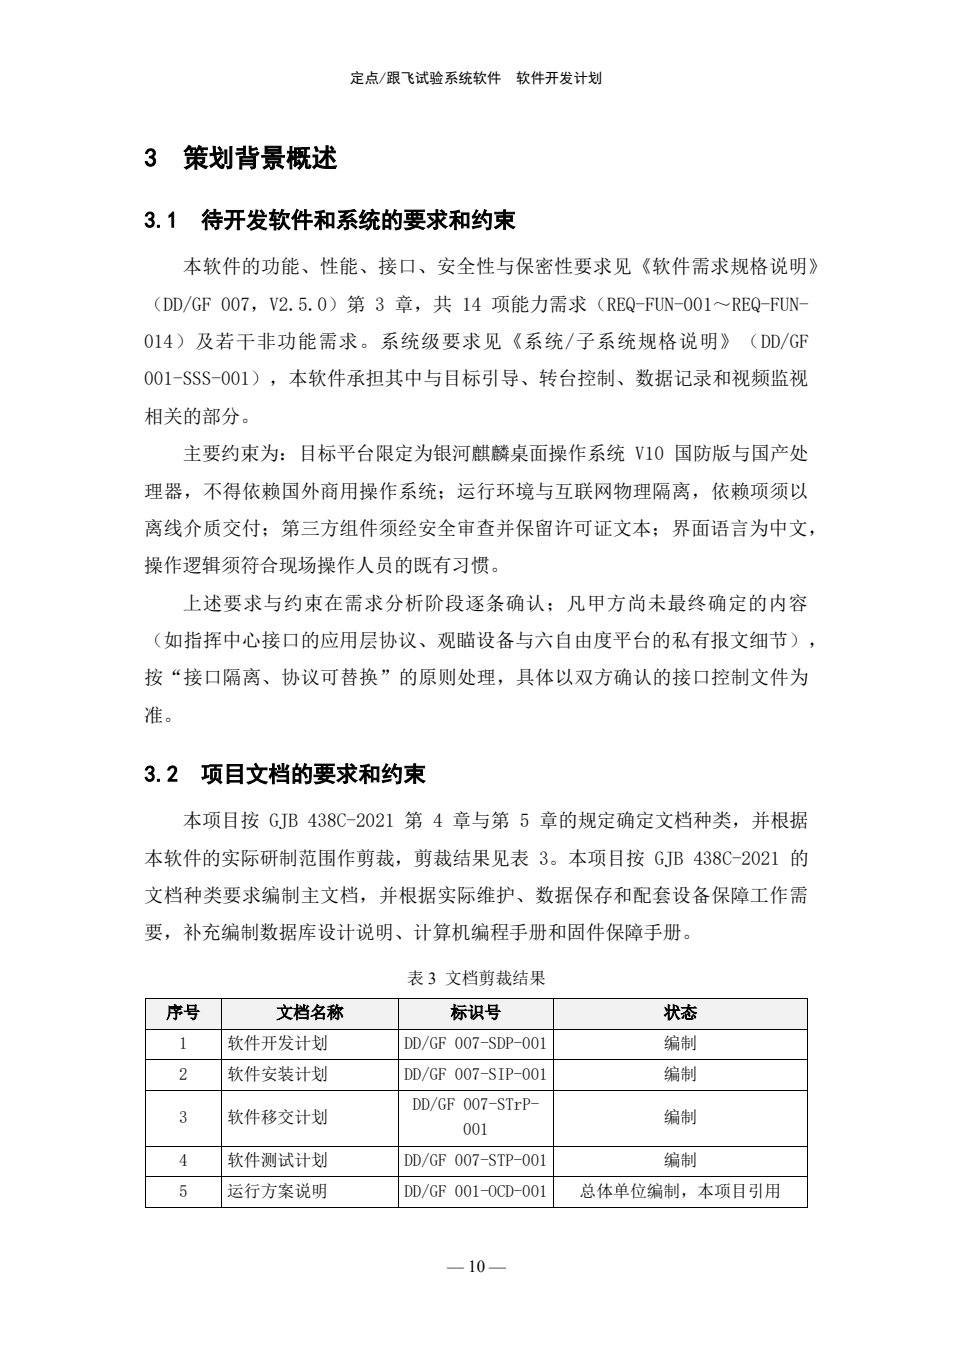 定点/跟飞试验系统软件 软件开发计划
3 策划背景概述
3.1 待开发软件和系统的要求和约束
本软件的功能、性能、接口、安全性与保密性要求见《软件需求规格说明》
（DD/GF 007，V2.5.0）第 3 章，共 14 项能力需求（REQ-FUN-001～REQ-FUN-
014）及若干非功能需求。系统级要求见《系统/子系统规格说明》（DD/GF
001-SSS-001），本软件承担其中与目标引导、转台控制、数据记录和视频监视
相关的部分。
主要约束为：目标平台限定为银河麒麟桌面操作系统 V10 国防版与国产处
理器，不得依赖国外商用操作系统；运行环境与互联网物理隔离，依赖项须以
离线介质交付；第三方组件须经安全审查并保留许可证文本；界面语言为中文，
操作逻辑须符合现场操作人员的既有习惯。
上述要求与约束在需求分析阶段逐条确认；凡甲方尚未最终确定的内容
（如指挥中心接口的应用层协议、观瞄设备与六自由度平台的私有报文细节），
按“接口隔离、协议可替换”的原则处理，具体以双方确认的接口控制文件为
准。
3.2 项目文档的要求和约束
本项目按 GJB 438C-2021 第 4 章与第 5 章的规定确定文档种类，并根据
本软件的实际研制范围作剪裁，剪裁结果见表 3。本项目按 GJB 438C-2021 的
文档种类要求编制主文档，并根据实际维护、数据保存和配套设备保障工作需
要，补充编制数据库设计说明、计算机编程手册和固件保障手册。
表 3 文档剪裁结果
序号 文档名称 标识号 状态
1 软件开发计划 DD/GF 007-SDP-001 编制
2 软件安装计划 DD/GF 007-SIP-001 编制
3 软件移交计划 DD/GF 007-STrP-
001 编制
4 软件测试计划 DD/GF 007-STP-001 编制
5 运行方案说明 DD/GF 001-OCD-001 总体单位编制，本项目引用
— 10 —